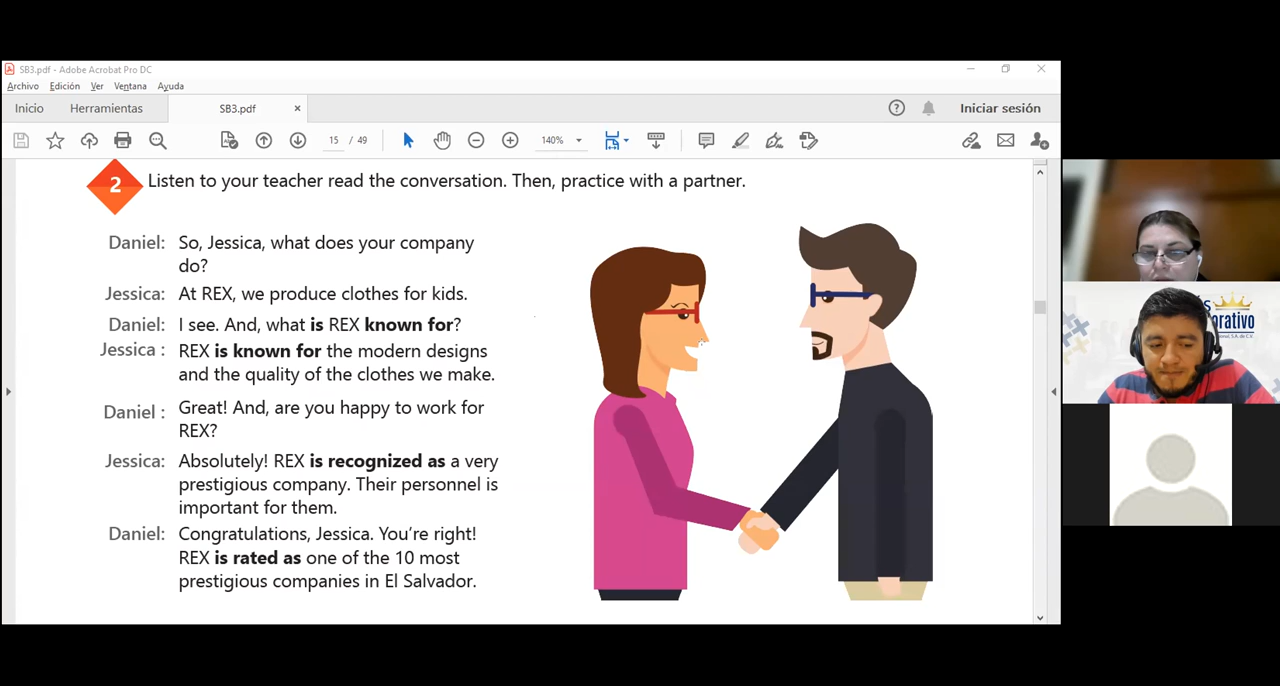 SB3.pdf - Adobe Acrobat Pro DC
Archivo Edición Ver Ventana Ayuda
Inicio Herramientas SB3.pdf × Iniciar sesión
15 / 49 140%
2 Listen to your teacher read the conversation. Then, practice with a partner.
Daniel: So, Jessica, what does your company
do?
Jessica: At REX, we produce clothes for kids.
Daniel: I see. And, what is REX known for?
Jessica : REX is known for the modern designs
and the quality of the clothes we make.
Daniel : Great! And, are you happy to work for
REX?
Jessica: Absolutely! REX is recognized as a very
prestigious company. Their personnel is
important for them.
Daniel: Congratulations, Jessica. You're right!
REX is rated as one of the 10 most
prestigious companies in El Salvador.
orativo